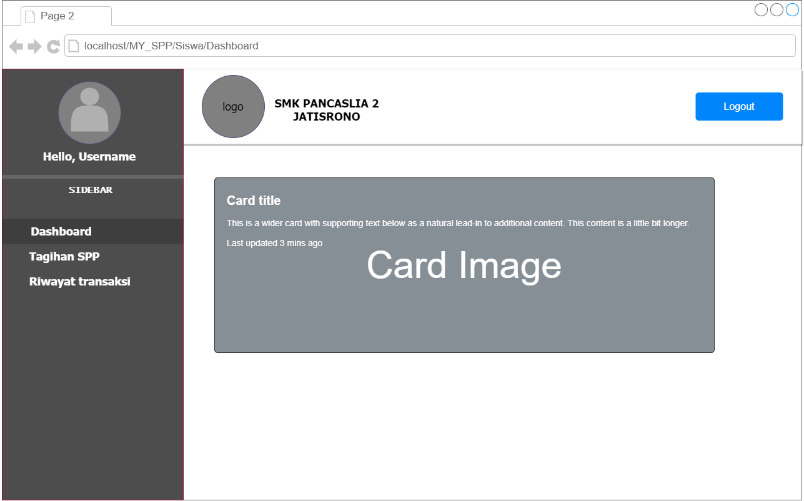 Page 2
localhost/MY_SPP/Siswa/Dashboard
logo
SMK PANCASLIA 2
JATISRONO
Logout
Hello, Username
SIDEBAR
Dashboard
Tagihan SPP
Riwayat transaksi
Card title
This is a wider card with supporting text below as a natural lead-in to additional content. This content is a little bit longer.
Last updated 3 mins ago
Card Image